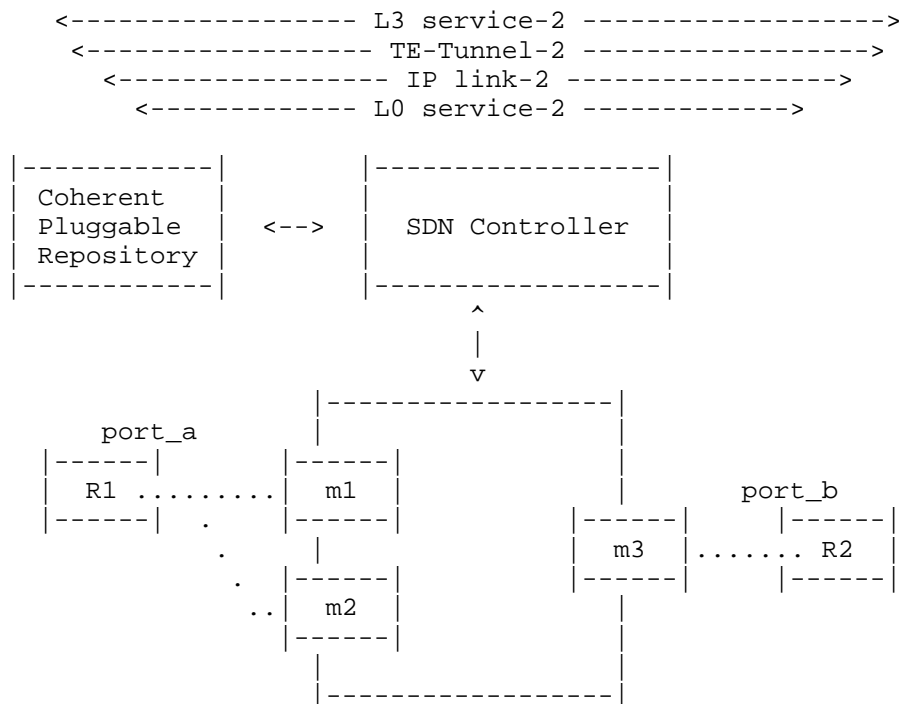 <------------------ L3 service-2 --------------------->
<------------------ TE-Tunnel-2 ------------------>
<--------------- IP link-2 ----------------->
<------------- L0 service-2 ------------->
|------------| |------------------|
| Coherent | | |
| Pluggable | <--> | SDN Controller |
| Repository | | |
|------------| |------------------|
^
|
v
|------------------|
port_a | |
|------| |------| |
| R1 .........| m1 | | port_b
|------| . |------| |------| |------|
. | | m3 |....... R2 |
. |------| |------| |------|
..| m2 | |
|------| |
| |
|------------------|